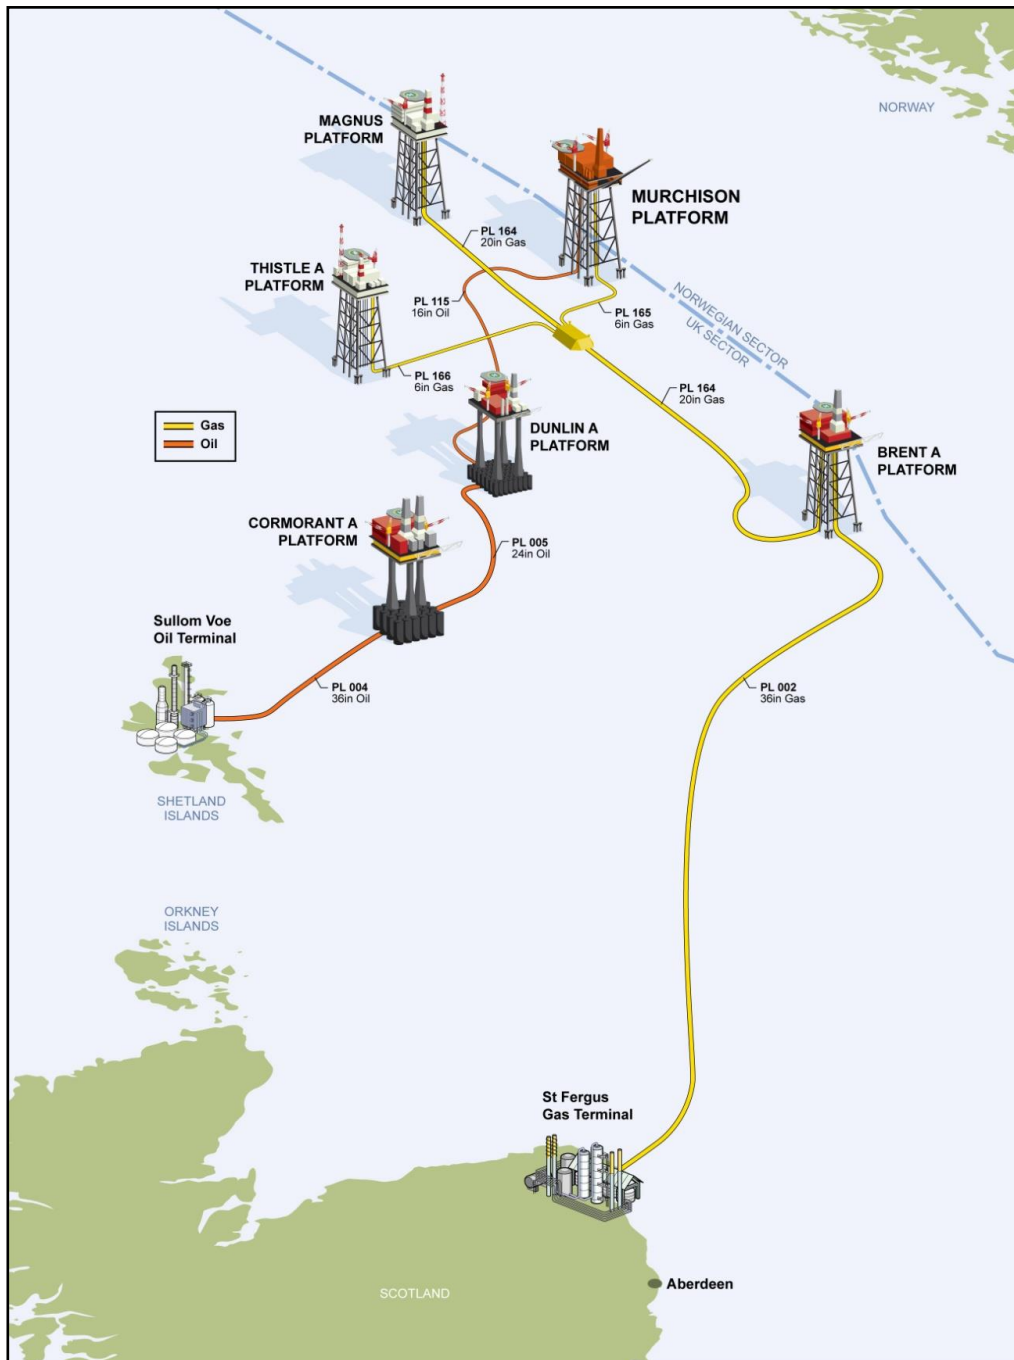 NORWAY
MAGNUS
PLATFORM
MURCHISON
PLATFORM
PL 164
20in Gas
THISTLE A
PLATFORM
PL 115
16in Oil
PL 165
6in Gas
NORWEGIAN SECTOR
UK SECTOR
PL 166
6in Gas
PL 164
20in Gas
Gas
Oil
DUNLIN A
PLATFORM
BRENT A
PLATFORM
CORMORANT A
PLATFORM
PL 005
24in Oil
Sullom Voe
Oil Terminal
PL 004
36in Oil
PL 002
36in Gas
SHETLAND
ISLANDS
ORKNEY
ISLANDS
St Fergus
Gas Terminal
Aberdeen
SCOTLAND